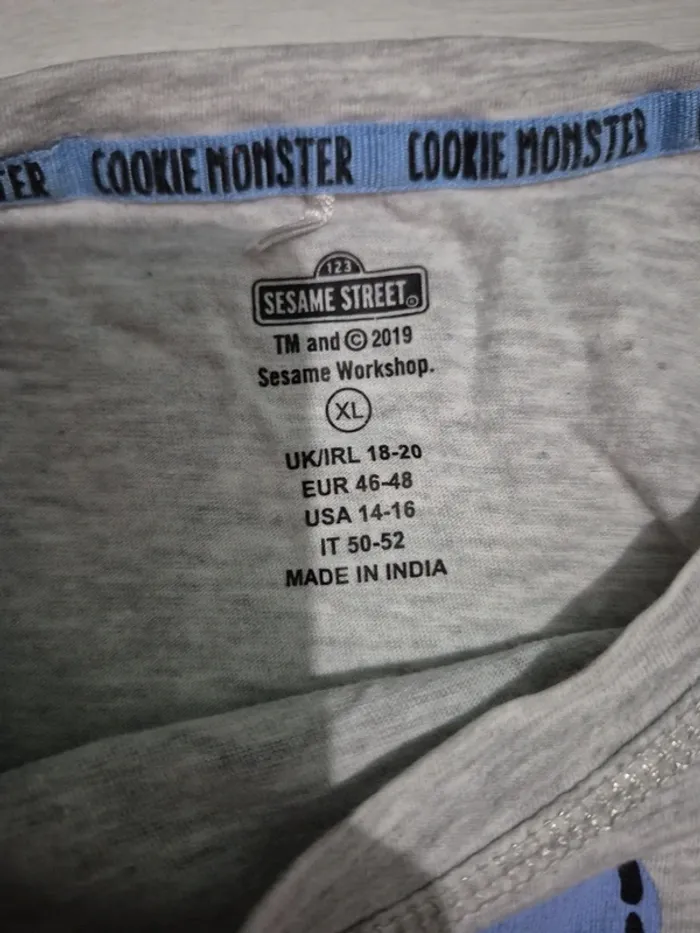 TER COOKIE MONSTER COOKIE MONSTER
123
SESAME STREET®
TM and © 2019
Sesame Workshop.
XL
UK/IRL 18-20
EUR 46-48
USA 14-16
IT 50-52
MADE IN INDIA